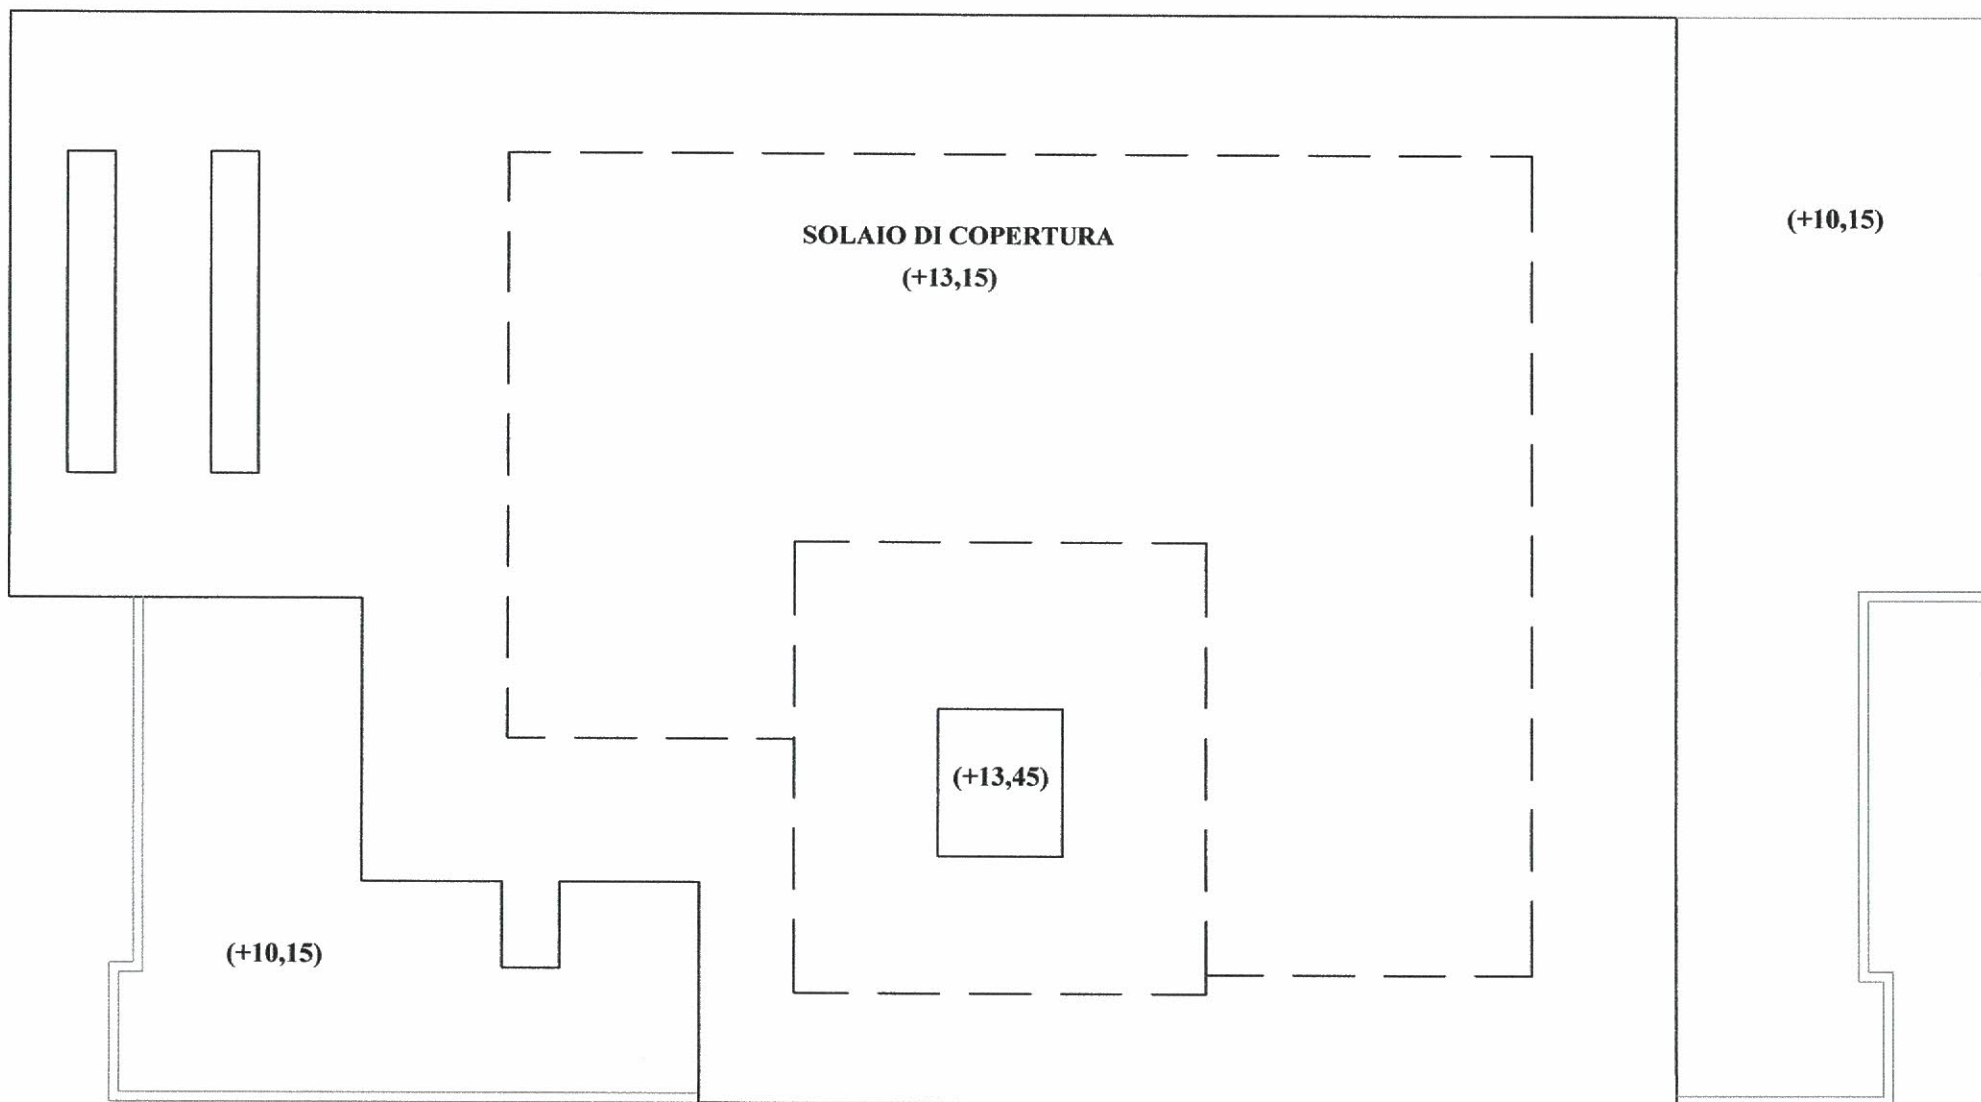 (+10,15)
SOLAIO DI COPERTURA
(+13,15)
(+13,45)
(+10,15)